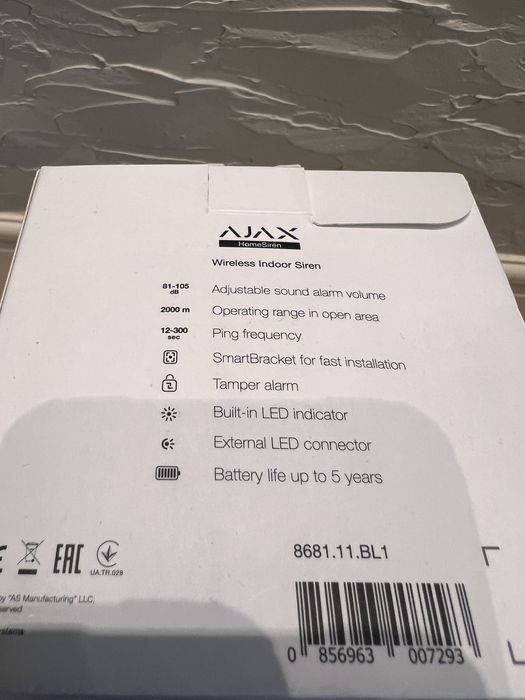 AJAX
HomeSiren
Wireless Indoor Siren
81-105 dB Adjustable sound alarm volume
2000 m Operating range in open area
12-300 sec Ping frequency
SmartBracket for fast installation
Tamper alarm
Built-in LED indicator
External LED connector
Battery life up to 5 years
EAC
UA.TR.028
8681.11.BL1
by "AS Manufacturing" LLC.
0 856963 007293